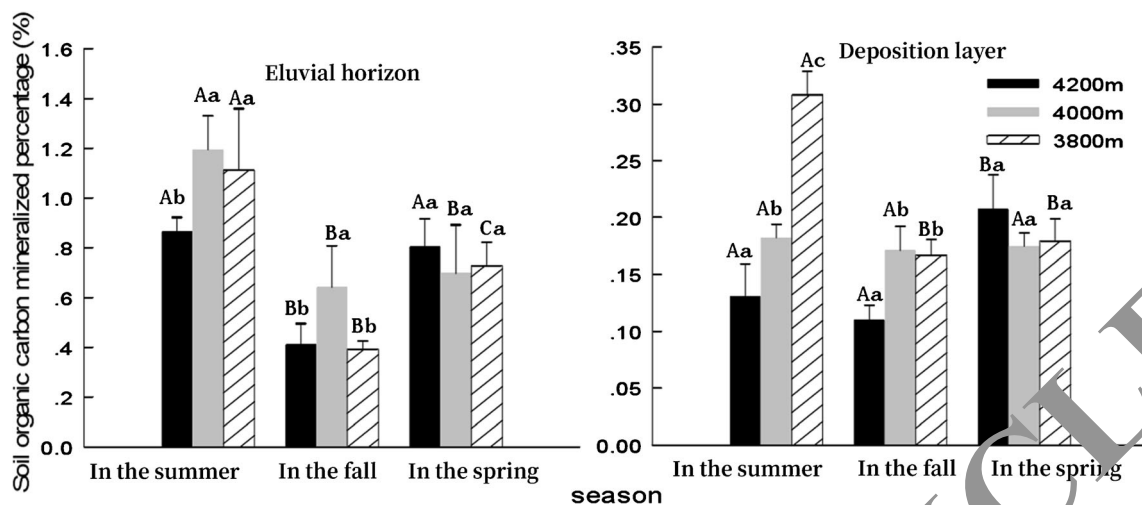 Soil organic carbon mineralized percentage (%)
1.6
1.4
1.2
1.0
.8
.6
.4
.2
0.0
Eluvial horizon
Ab
Aa
Aa
Bb
Ba
Bb
Aa
Ba
Ca
In the summer
In the fall
In the spring
.35
.30
.25
.20
.15
.10
.05
0.00
Deposition layer
4200m
4000m
3800m
Aa
Ab
Ac
Aa
Ab
Bb
Ba
Aa
Ba
In the summer
In the fall
In the spring
season